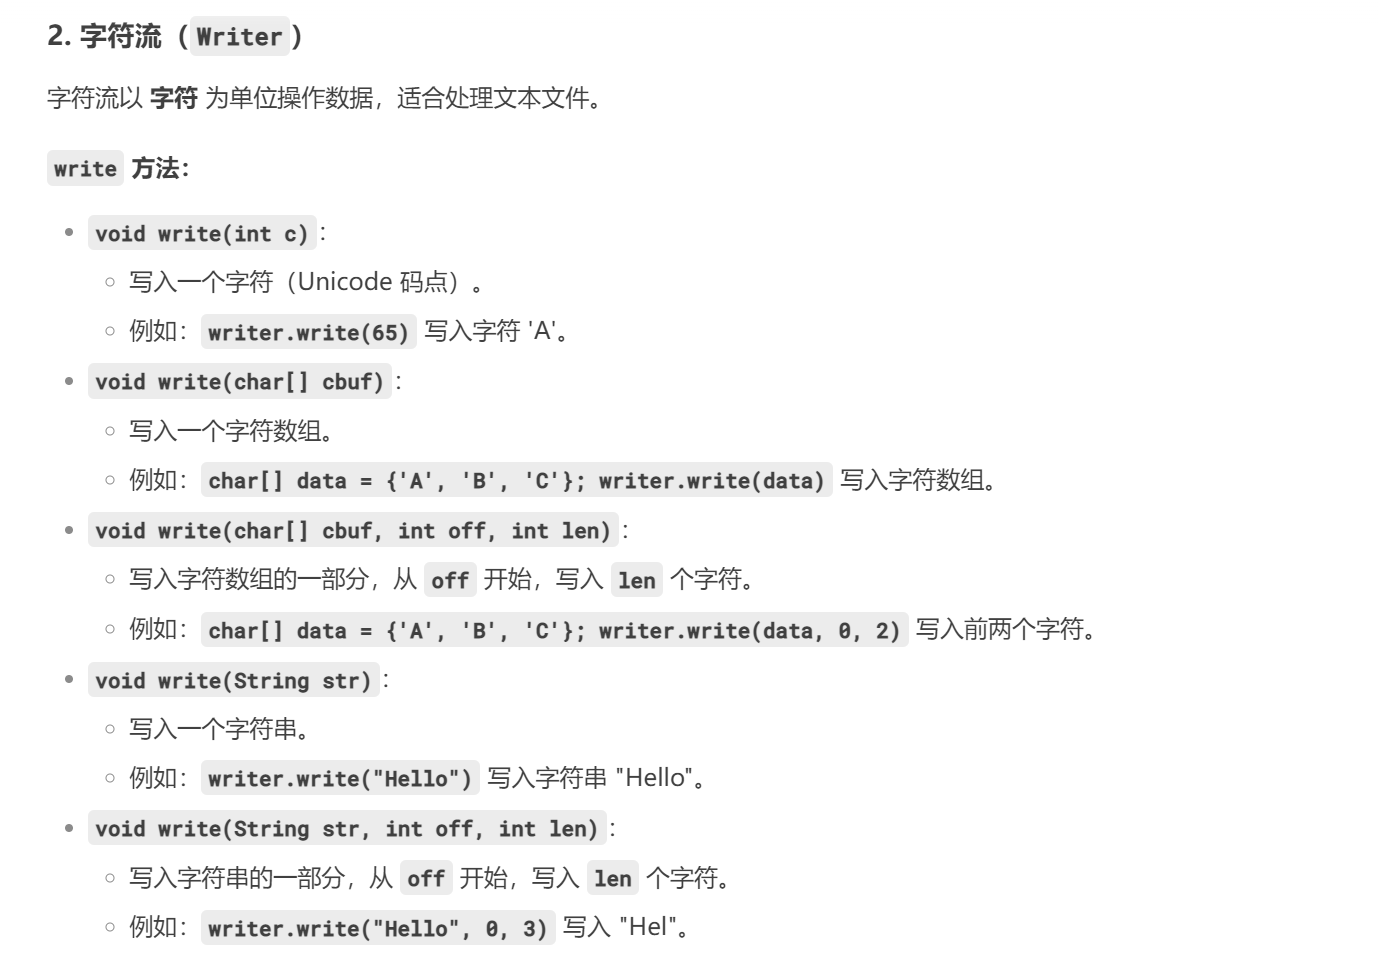 2. 字符流（Writer）
字符流以 字符 为单位操作数据，适合处理文本文件。
write 方法：
void write(int c)：
写入一个字符（Unicode 码点）。
例如：writer.write(65) 写入字符 'A'。
void write(char[] cbuf)：
写入一个字符数组。
例如：char[] data = {'A', 'B', 'C'}; writer.write(data) 写入字符数组。
void write(char[] cbuf, int off, int len)：
写入字符数组的一部分，从 off 开始，写入 len 个字符。
例如：char[] data = {'A', 'B', 'C'}; writer.write(data, 0, 2) 写入前两个字符。
void write(String str)：
写入一个字符串。
例如：writer.write("Hello") 写入字符串 "Hello"。
void write(String str, int off, int len)：
写入字符串的一部分，从 off 开始，写入 len 个字符。
例如：writer.write("Hello", 0, 3) 写入 "Hel"。